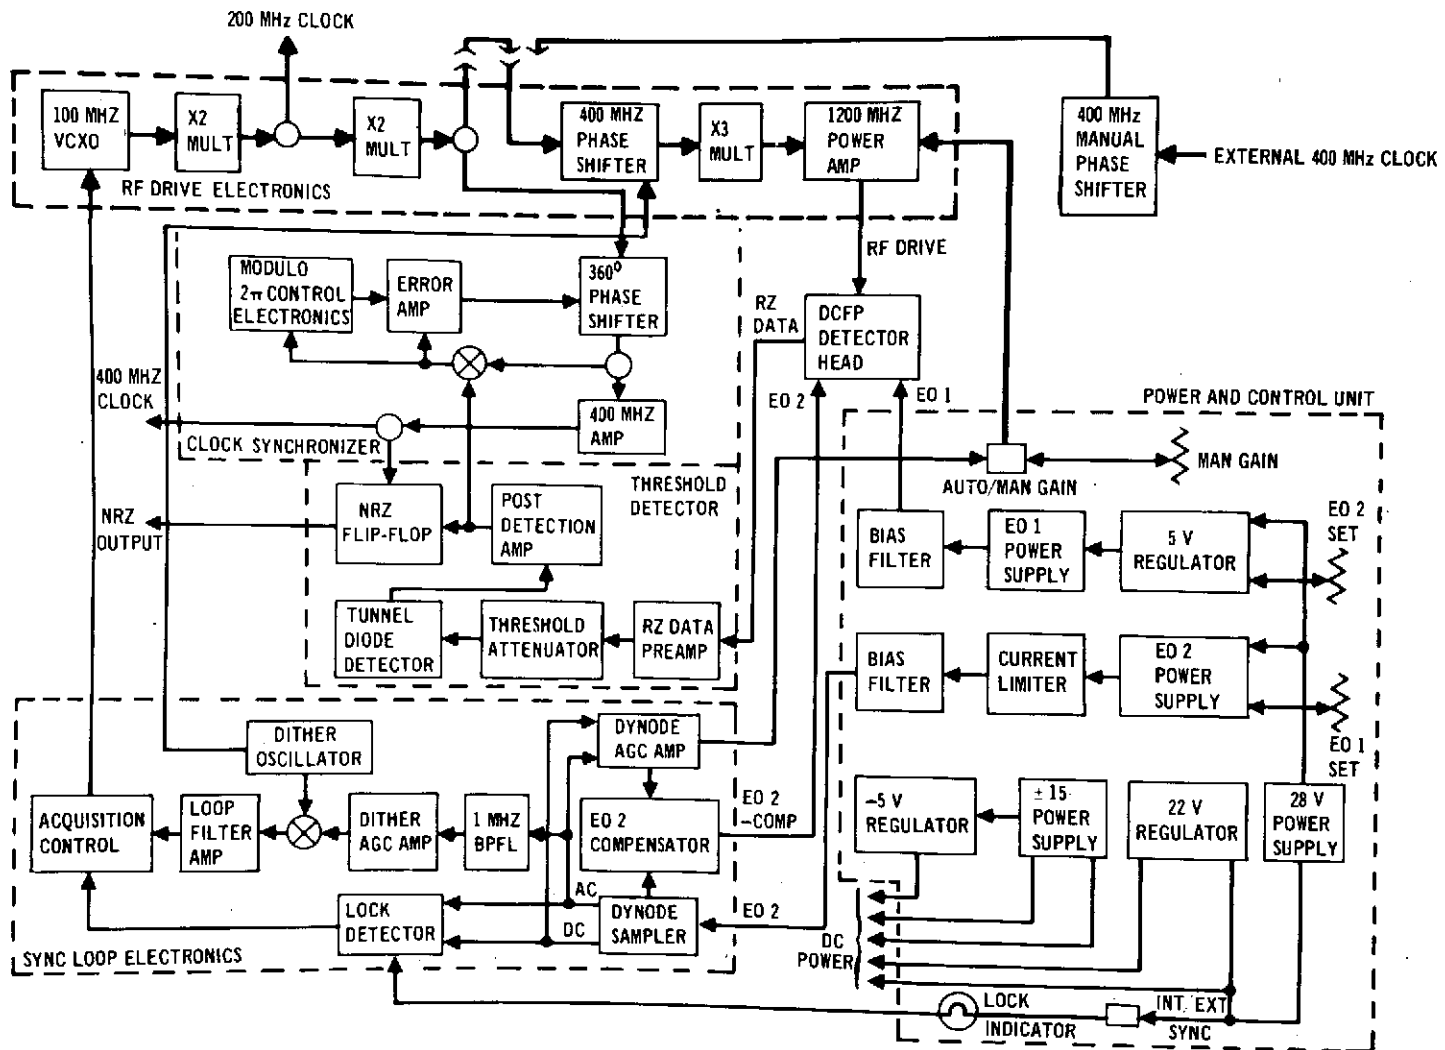 200 MHz CLOCK
100 MHZ
VCXO
X2
MULT
X2
MULT
400 MHZ
PHASE
SHIFTER
X3
MULT
1200 MHZ
POWER
AMP
400 MHz
MANUAL
PHASE
SHIFTER
EXTERNAL 400 MHz CLOCK
RF DRIVE ELECTRONICS
RF DRIVE
MODULO
2π CONTROL
ELECTRONICS
ERROR
AMP
360°
PHASE
SHIFTER
RZ
DATA
DCFP
DETECTOR
HEAD
400 MHZ
CLOCK
EO 2
EO 1
POWER AND CONTROL UNIT
400 MHZ
AMP
CLOCK SYNCHRONIZER
MAN GAIN
AUTO/MAN GAIN
THRESHOLD
DETECTOR
NRZ
OUTPUT
NRZ
FLIP-FLOP
POST
DETECTION
AMP
BIAS
FILTER
EO 1
POWER
SUPPLY
5 V
REGULATOR
EO 2
SET
TUNNEL
DIODE
DETECTOR
THRESHOLD
ATTENUATOR
RZ DATA
PREAMP
BIAS
FILTER
CURRENT
LIMITER
EO 2
POWER
SUPPLY
EO 1
SET
DITHER
OSCILLATOR
DYNODE
AGC AMP
ACQUISITION
CONTROL
LOOP
FILTER
AMP
DITHER
AGC AMP
1 MHZ
BPFL
EO 2
COMPENSATOR
EO 2
-COMP
-5 V
REGULATOR
± 15
POWER
SUPPLY
22 V
REGULATOR
28 V
POWER
SUPPLY
LOCK
DETECTOR
AC
DC
DYNODE
SAMPLER
EO 2
DC
POWER
SYNC LOOP ELECTRONICS
LOCK
INDICATOR
INT. EXT
SYNC